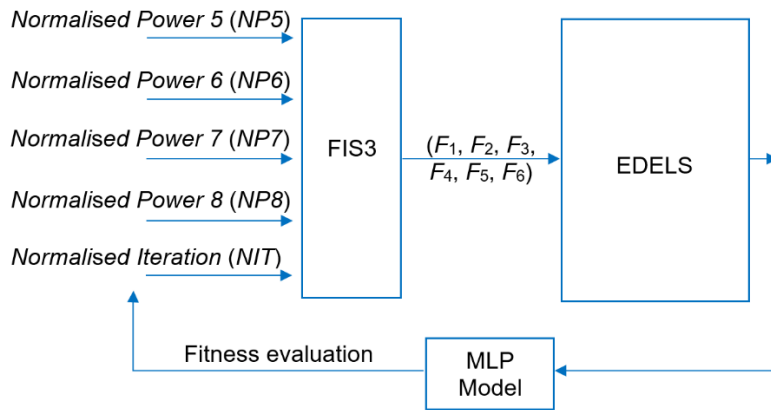 Normalised Power 5 (NP5)
Normalised Power 6 (NP6)
Normalised Power 7 (NP7)
Normalised Power 8 (NP8)
Normalised Iteration (NIT)
FIS3
(F₁, F₂, F₃,
F₄, F₅, F₆)
EDELS
Fitness evaluation
MLP
Model